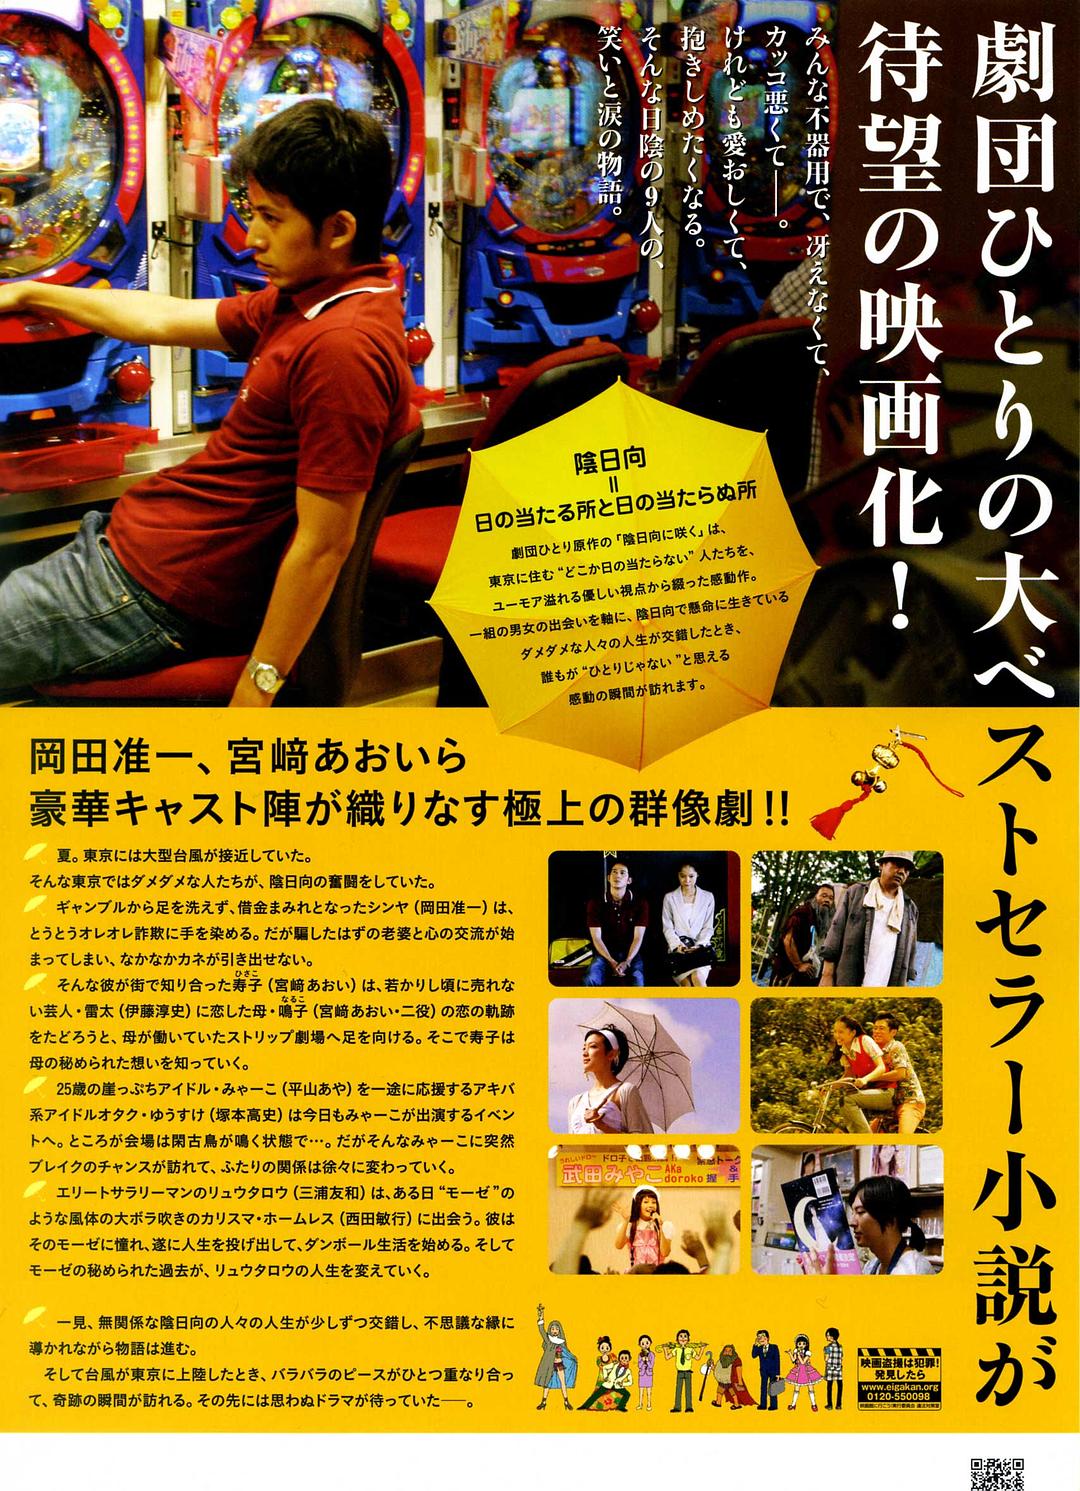 劇団ひとりの大ベストセラー小説が
待望の映画化！
みんな不器用で、冴えなくて、
カッコ悪くて――。
けれども愛おしくて、
抱きしめたくなる。
そんな日陰の9人の、
笑いと涙の物語。
陰日向
＝
日の当たる所と日の当たらぬ所
劇団ひとり原作の「陰日向に咲く」は、
東京に住む“どこか日の当たらない”人たちを、
ユーモア溢れる優しい視点から綴った感動作。
一組の男女の出会いを軸に、陰日向で懸命に生きている
ダメダメな人々の人生が交錯したとき、
誰もが“ひとりじゃない”と思える
感動の瞬間が訪れます。
岡田准一、宮﨑あおいら
豪華キャスト陣が織りなす極上の群像劇!!
夏。東京には大型台風が接近していた。
そんな東京ではダメダメな人たちが、陰日向の奮闘をしていた。
ギャンブルから足を洗えず、借金まみれとなったシンヤ（岡田准一）は、
とうとうオレオレ詐欺に手を染める。だが騙したはずの老婆と心の交流が始
まってしまい、なかなかカネが引き出せない。
ひさこ
そんな彼が街で知り合った寿子（宮﨑あおい）は、若かりし頃に売れな
なるこ
い芸人・雷太（伊藤淳史）に恋した母・鳴子（宮﨑あおい・二役）の恋の軌跡
をたどろうと、母が働いていたストリップ劇場へ足を向ける。そこで寿子は
母の秘められた想いを知っていく。
25歳の崖っぷちアイドル・みゃーこ（平山あや）を一途に応援するアキバ
系アイドルオタク・ゆうすけ（塚本高史）は今日もみゃーこが出演するイベン
トへ。ところが会場は閑古鳥が鳴く状態で…。だがそんなみゃーこに突然
ブレイクのチャンスが訪れて、ふたりの関係は徐々に変わっていく。
エリートサラリーマンのリュウタロウ（三浦友和）は、ある日“モーゼ”の
ような風体の大ボラ吹きのカリスマ・ホームレス（西田敏行）に出会う。彼は
そのモーゼに憧れ、遂に人生を投げ出して、ダンボール生活を始める。そして
モーゼの秘められた過去が、リュウタロウの人生を変えていく。
一見、無関係な陰日向の人々の人生が少しずつ交錯し、不思議な縁に
導かれながら物語は進む。
そして台風が東京に上陸したとき、バラバラのピースがひとつ重なり合っ
て、奇跡の瞬間が訪れる。その先には思わぬドラマが待っていた――。
武田みやこ AKa
doroko
握手
映画盗撮は犯罪!
発見したら
www.eigakan.org
0120-550098